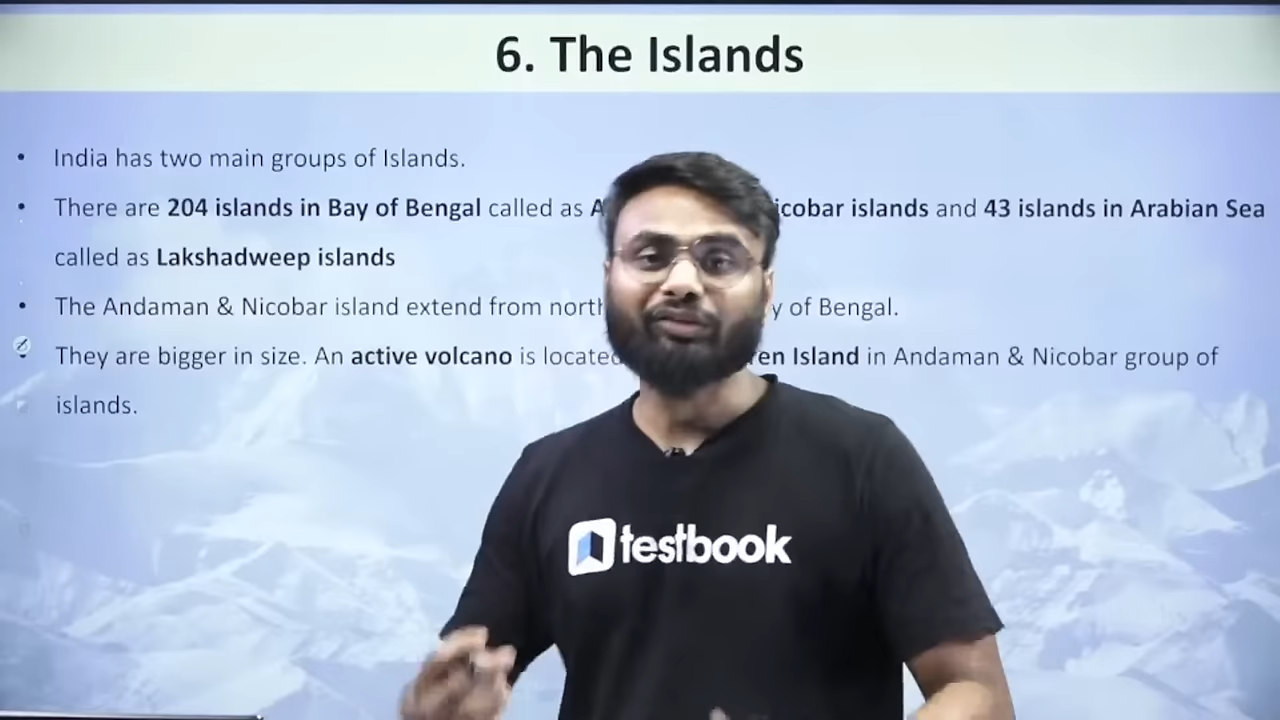 6. The Islands
• India has two main groups of Islands.
• There are 204 islands in Bay of Bengal called as icobar islands and 43 islands in Arabian Sea
called as Lakshadweep islands
• The Andaman & Nicobar island extend from north y of Bengal.
• They are bigger in size. An active volcano is located ren Island in Andaman & Nicobar group of
islands.
testbook